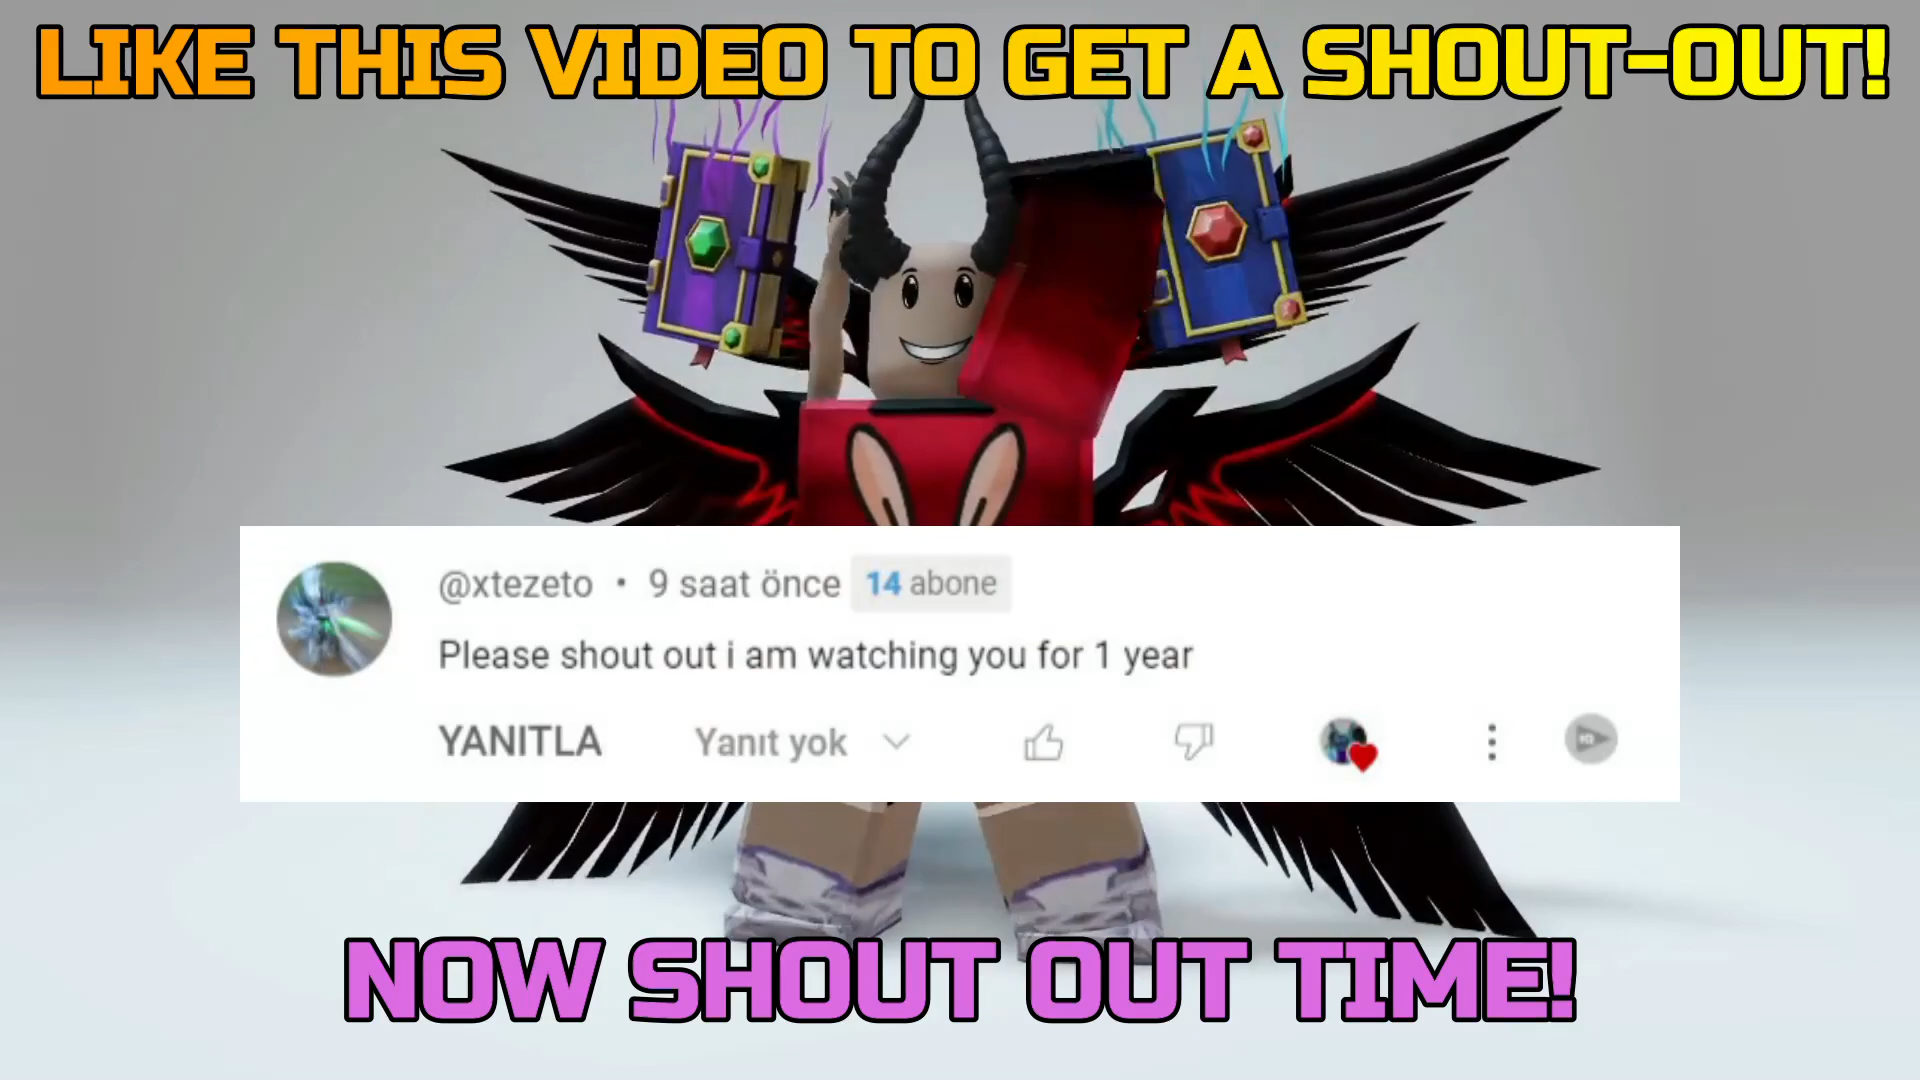 LIKE THIS VIDEO TO GET A SHOUT-OUT!
@xtezeto • 9 saat önce 14 abone
Please shout out i am watching you for 1 year
YANITLA Yanıt yok
NOW SHOUT OUT TIME!